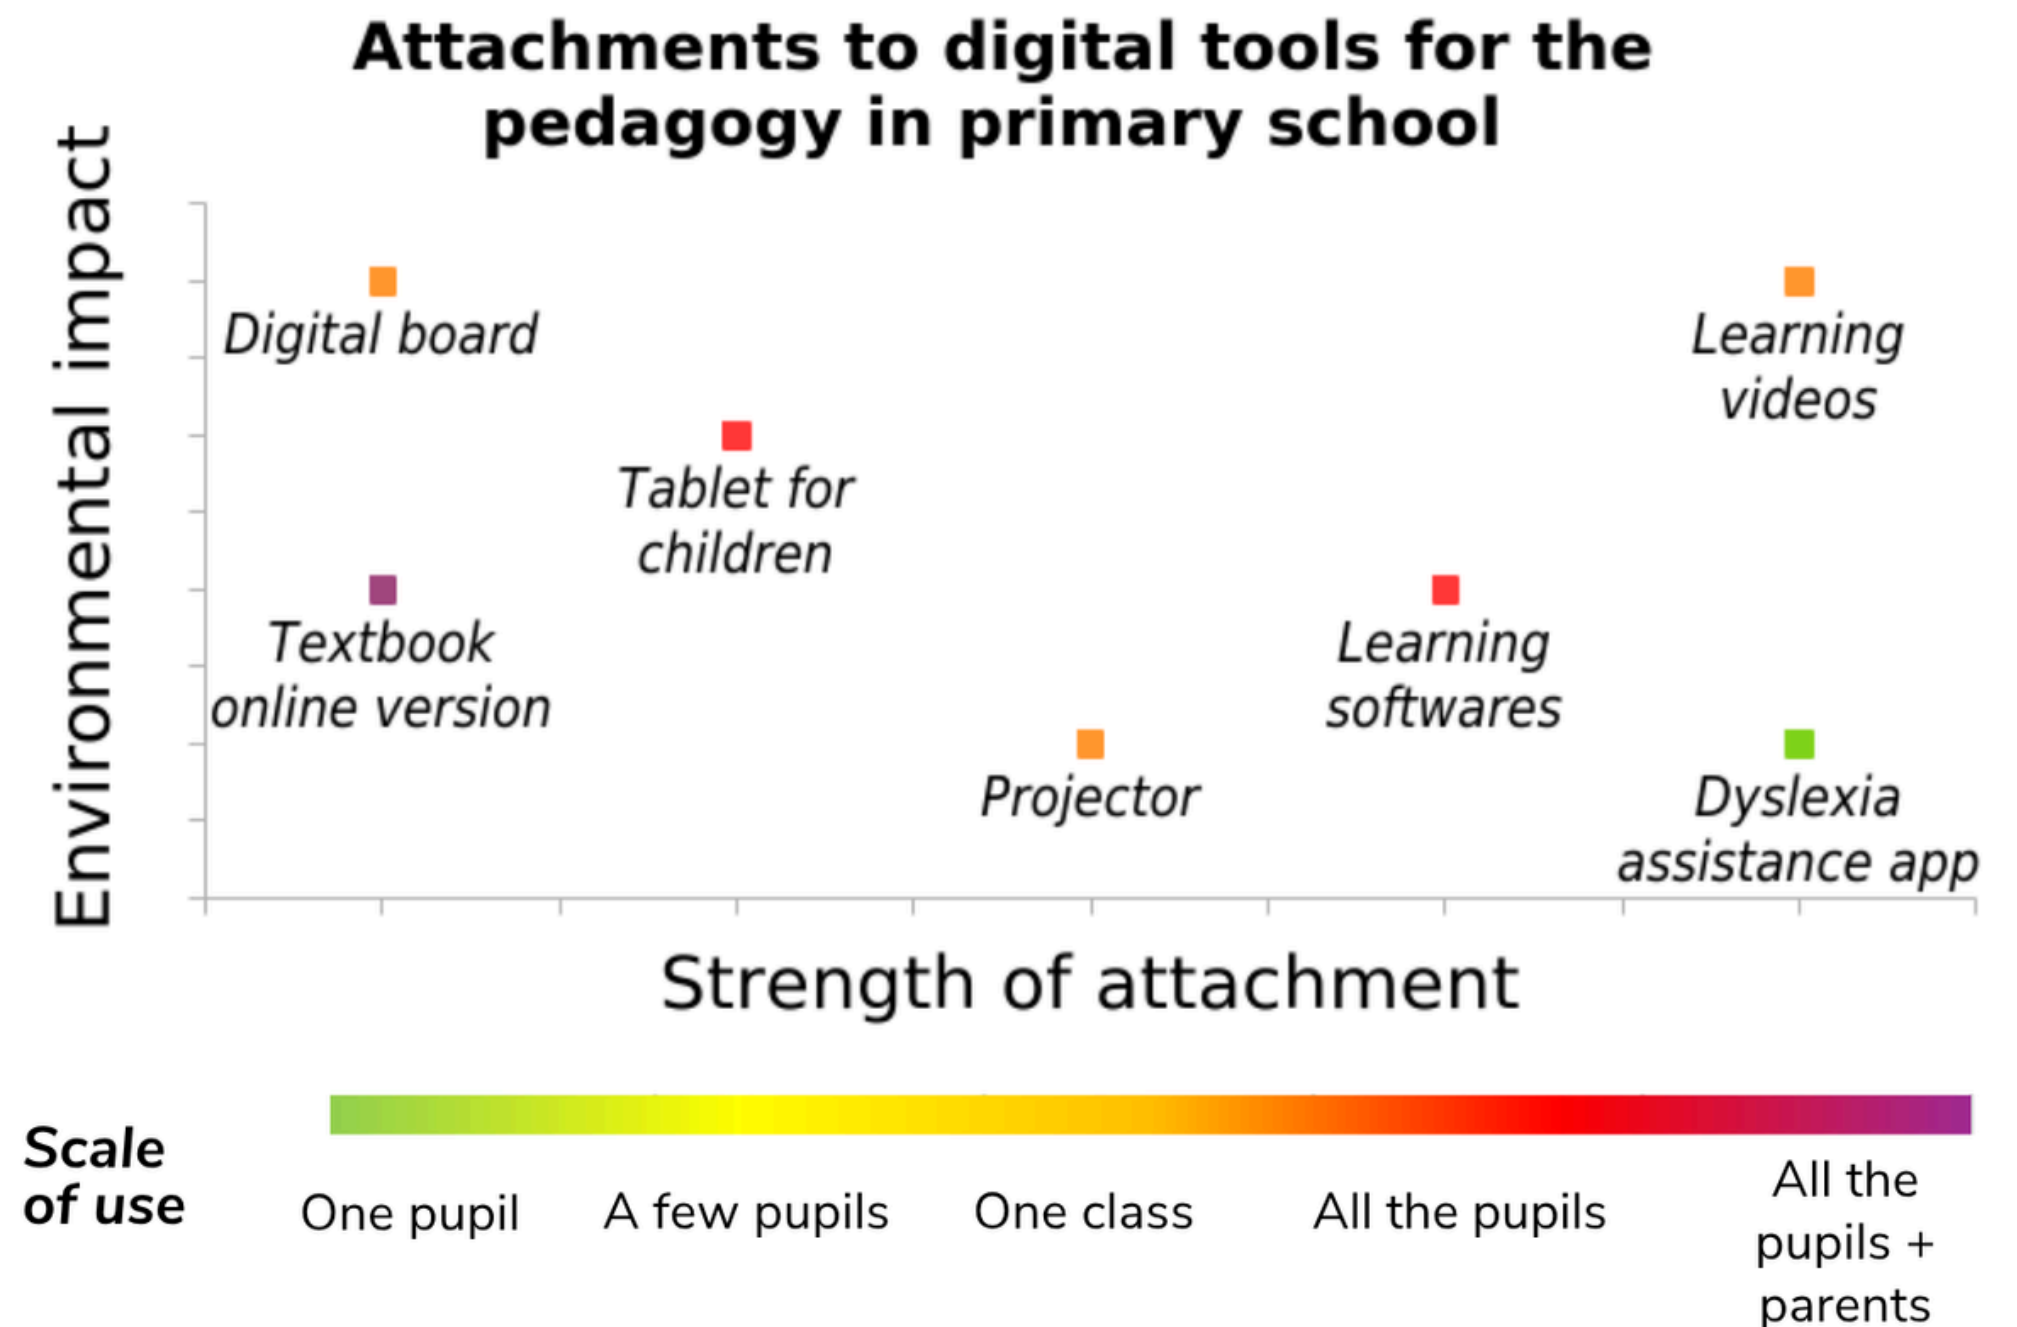 Attachments to digital tools for the
pedagogy in primary school
Environmental impact
Digital board
Learning
videos
Tablet for
children
Textbook
online version
Learning
softwares
Projector
Dyslexia
assistance app
Strength of attachment
Scale
of use
One pupil
A few pupils
One class
All the pupils
All the
pupils +
parents